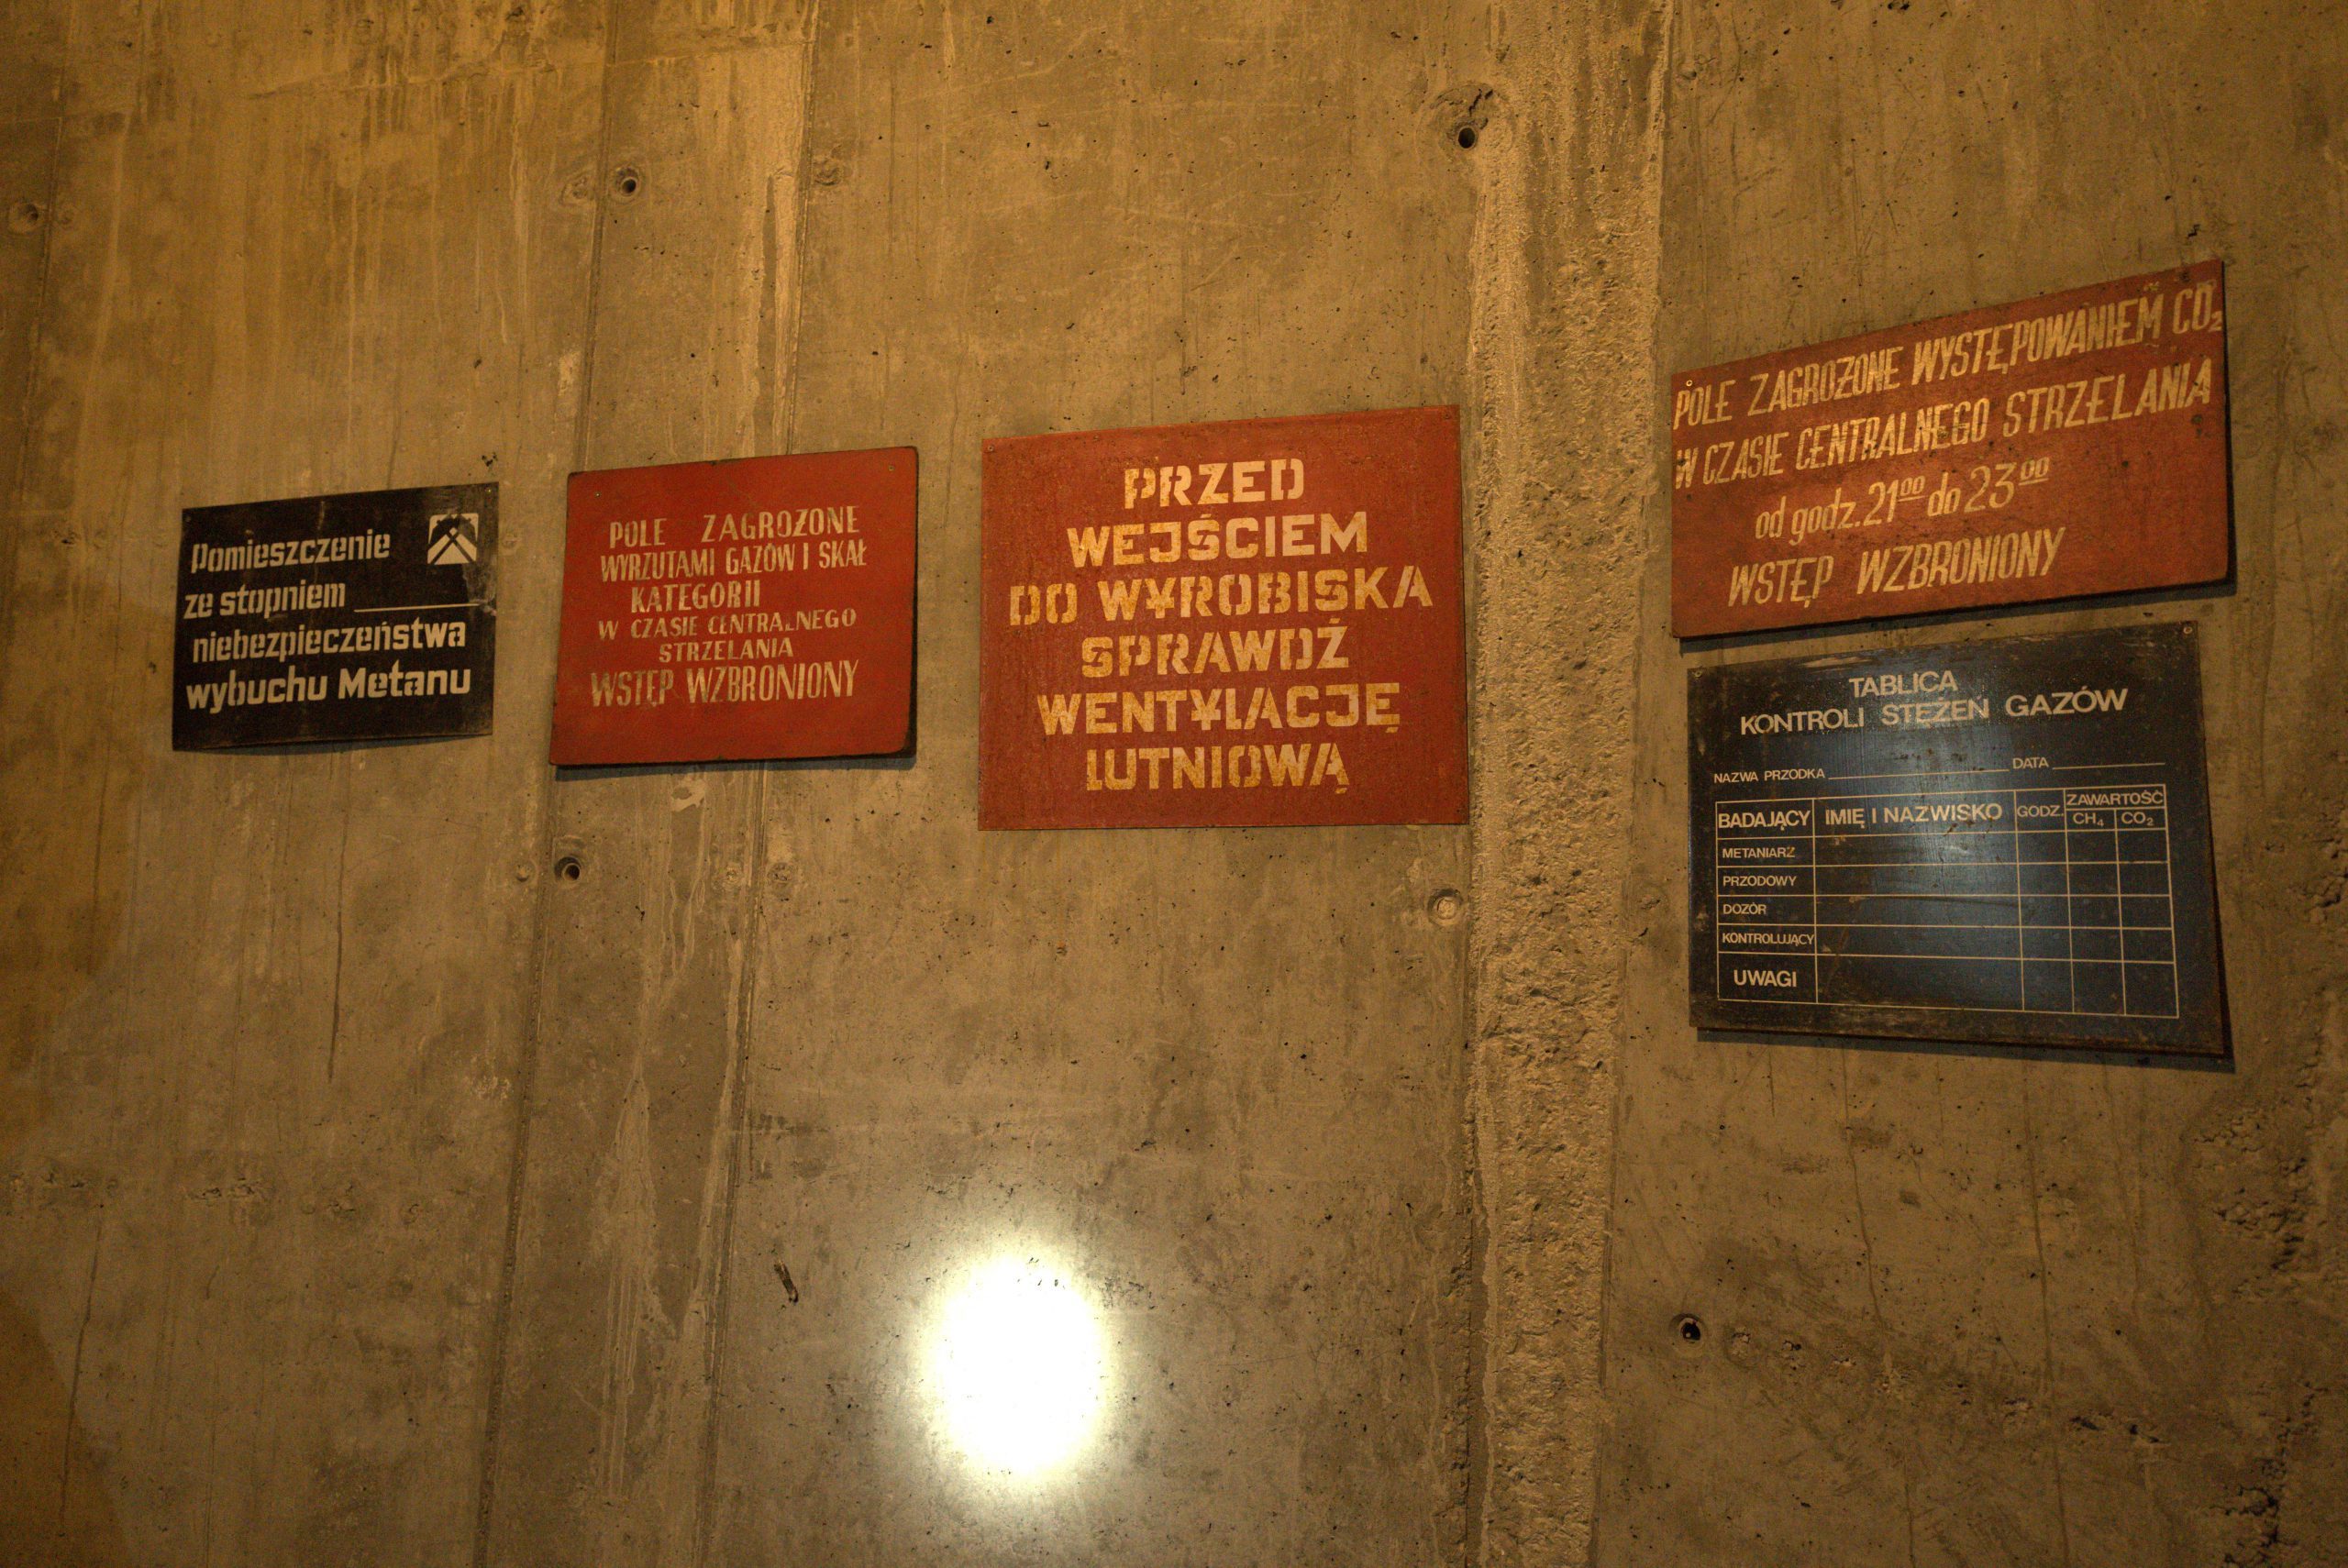 Pomieszczenie
ze stopniem
niebezpieczeństwa
wybuchu Metanu
POLE ZAGROŻONE
WYRZUTAMI GAZÓW I SKAŁ
KATEGORII
W CZASIE CENTRALNEGO
STRZELANIA
WSTĘP WZBRONIONY
PRZED
WEJŚCIEM
DO WYROBISKA
SPRAWDŹ
WENTYLACJĘ
LUTNIOWĄ
POLE ZAGROŻONE WYSTĘPOWANIEM CO₂
W CZASIE CENTRALNEGO STRZELANIA
od godz. 21⁰⁰ do 23⁰⁰
WSTĘP WZBRONIONY
TABLICA
KONTROLI STĘŻEŃ GAZÓW
NAZWA PRZODKA DATA
BADAJĄCY IMIĘ I NAZWISKO GODZ. ZAWARTOŚĆ
CH₄ CO₂
METANIARZ
PRZODOWY
DOZÓR
KONTROLUJĄCY
UWAGI